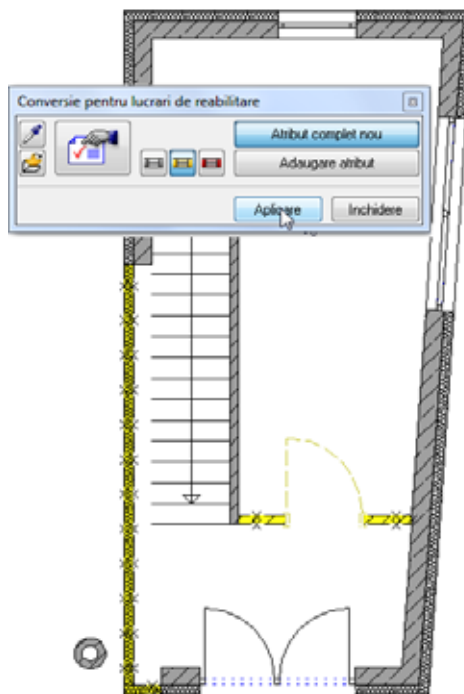 Conversie pentru lucrari de reabilitare
Atribut complet nou
Adaugare atribut
Aplicare
Inchidere